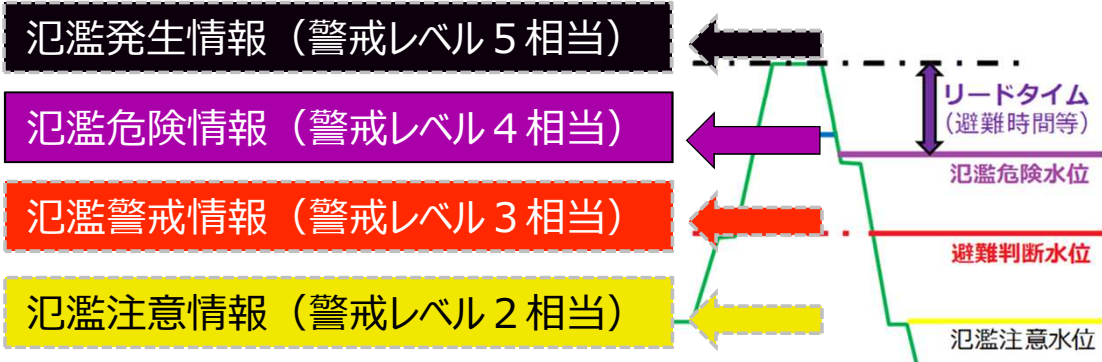 氾濫発生情報（警戒レベル５相当）
氾濫危険情報（警戒レベル４相当）
氾濫警戒情報（警戒レベル３相当）
氾濫注意情報（警戒レベル２相当）
リードタイム
（避難時間等）
氾濫危険水位
避難判断水位
氾濫注意水位